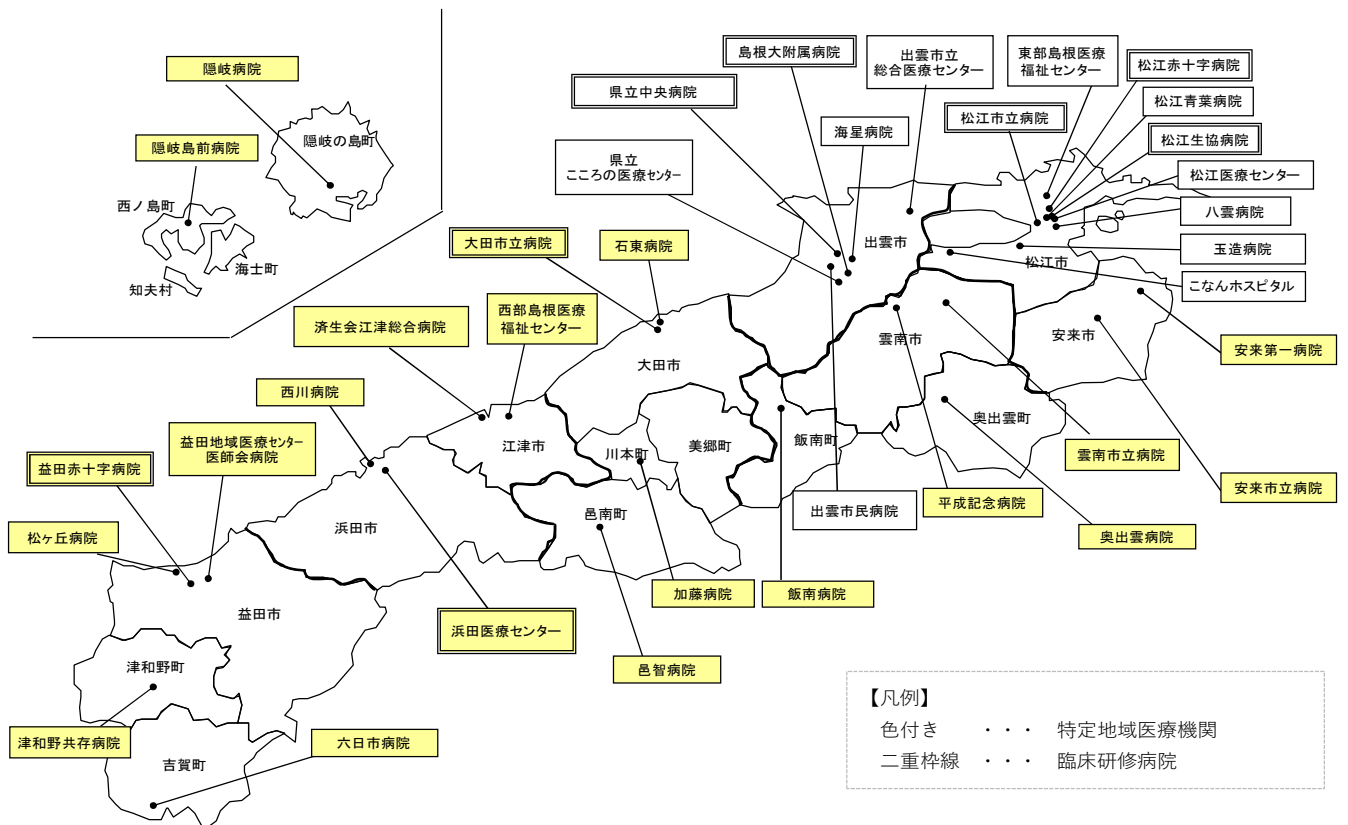 隠岐病院
隠岐島前病院
隠岐の島町
西ノ島町
海士町
知夫村
島根大附属病院
出雲市立
総合医療センター
東部島根医療
福祉センター
松江赤十字病院
県立中央病院
松江青葉病院
松江市立病院
海星病院
松江生協病院
県立
こころの医療センター
松江医療センター
八雲病院
玉造病院
こなんホスピタル
出雲市
松江市
大田市立病院
石東病院
済生会江津総合病院
西部島根医療
福祉センター
雲南市
安来市
安来第一病院
大田市
西川病院
奥出雲町
江津市
川本町
美郷町
飯南町
益田地域医療センター
医師会病院
雲南市立病院
益田赤十字病院
安来市立病院
平成記念病院
出雲市民病院
浜田市
邑南町
奥出雲病院
松ヶ丘病院
加藤病院
飯南病院
益田市
浜田医療センター
津和野町
邑智病院
津和野共存病院
六日市病院
吉賀町
【凡例】
色付き ・・・ 特定地域医療機関
二重枠線 ・・・ 臨床研修病院